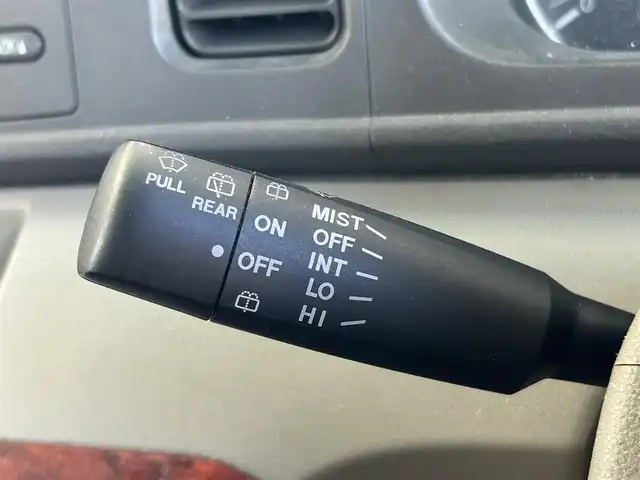 PULL
REAR
ON
OFF
MIST
OFF
INT
LO
HI